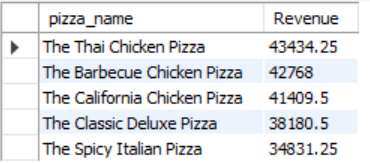 pizza_name Revenue
The Thai Chicken Pizza 43434.25
The Barbecue Chicken Pizza 42768
The California Chicken Pizza 41409.5
The Classic Deluxe Pizza 38180.5
The Spicy Italian Pizza 34831.25